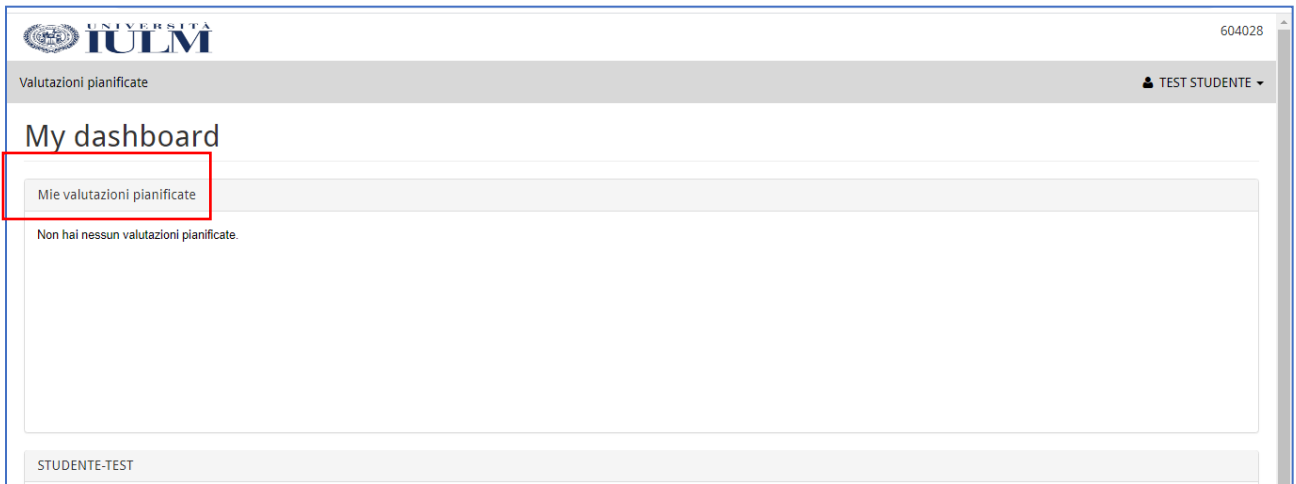 UNIVERSITÀ
IULM
604028
Valutazioni pianificate
TEST STUDENTE
My dashboard
Mie valutazioni pianificate
Non hai nessun valutazioni pianificate.
STUDENTE-TEST